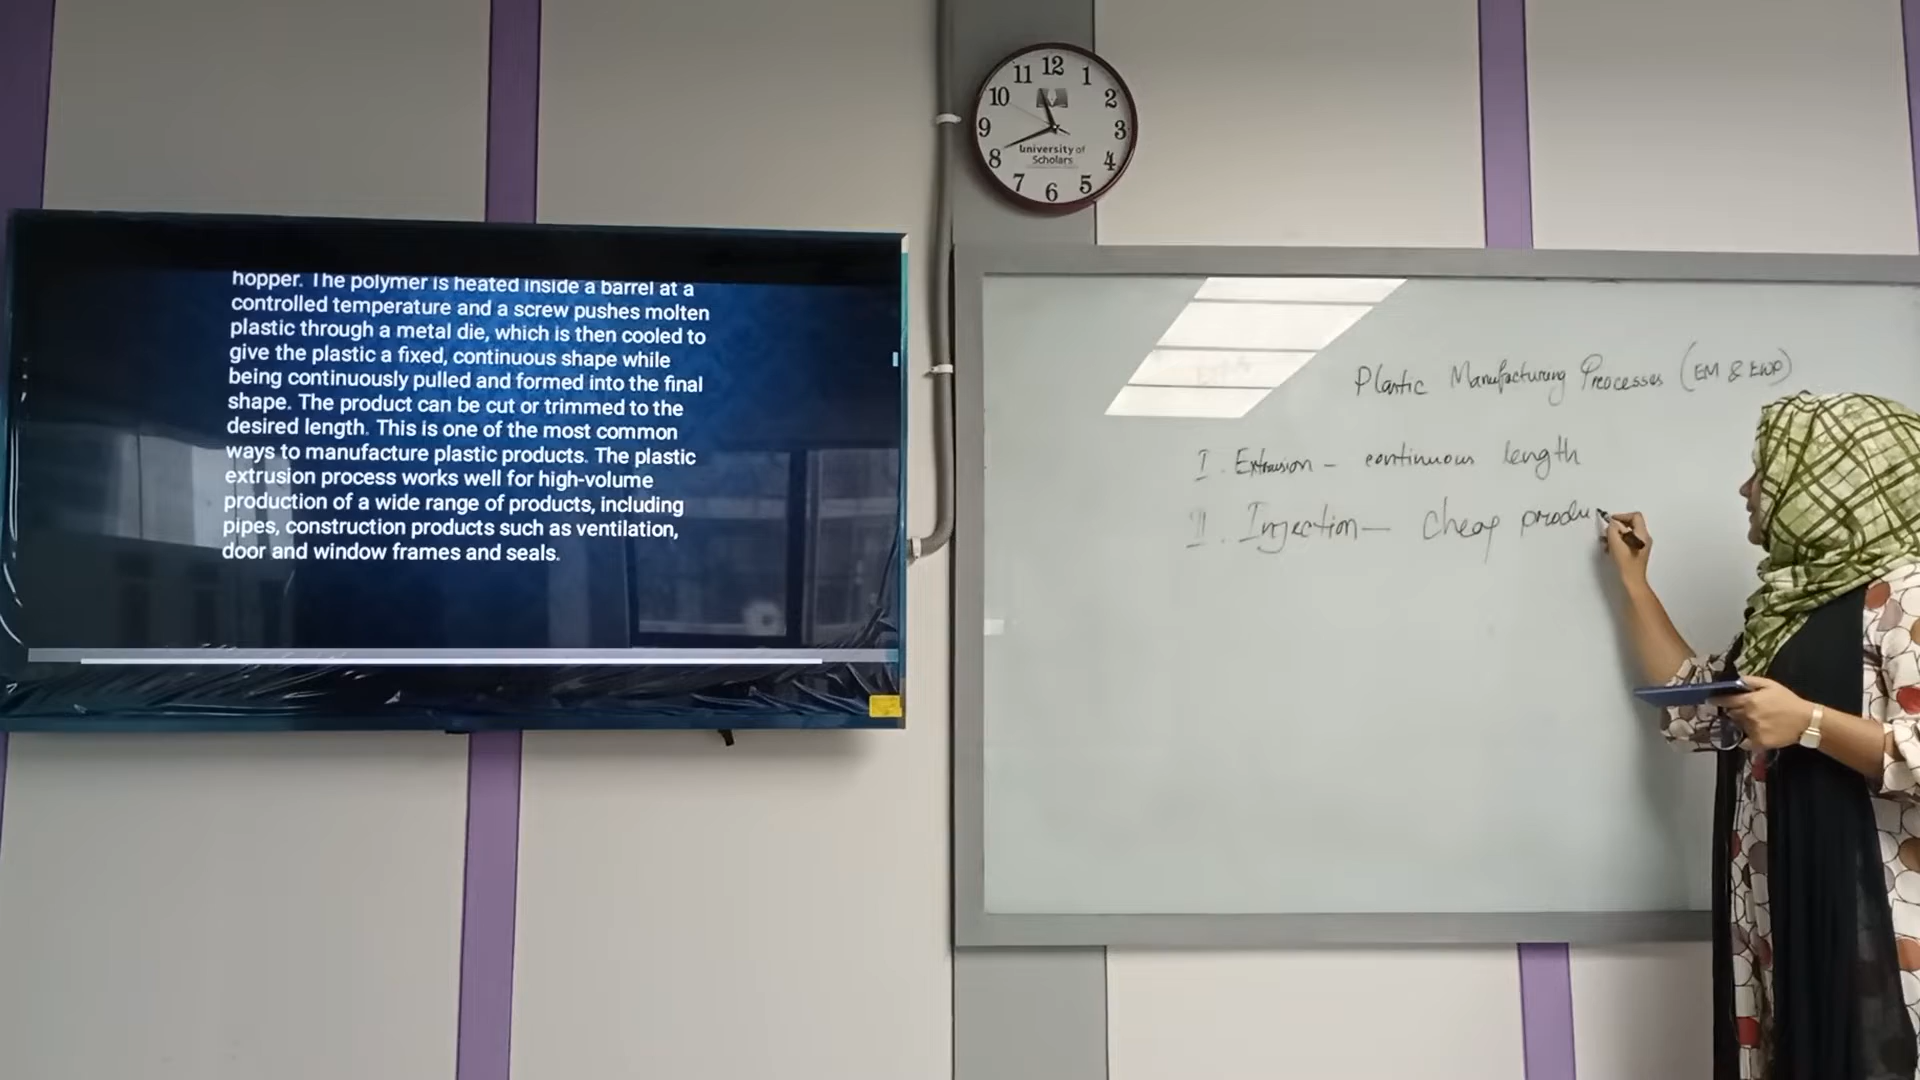 hopper. The polymer is heated inside a barrel at a
controlled temperature and a screw pushes molten
plastic through a metal die, which is then cooled to
give the plastic a fixed, continuous shape while
being continuously pulled and formed into the final
shape. The product can be cut or trimmed to the
desired length. This is one of the most common
ways to manufacture plastic products. The plastic
extrusion process works well for high-volume
production of a wide range of products, including
pipes, construction products such as ventilation,
door and window frames and seals.
12
1
2
3
4
5
6
7
8
9
10
11
University of
Scholars
Plastic Manufacturing Processes (EM & EWP)
I. Extrusion - continuous length
II. Injection - Cheap produ